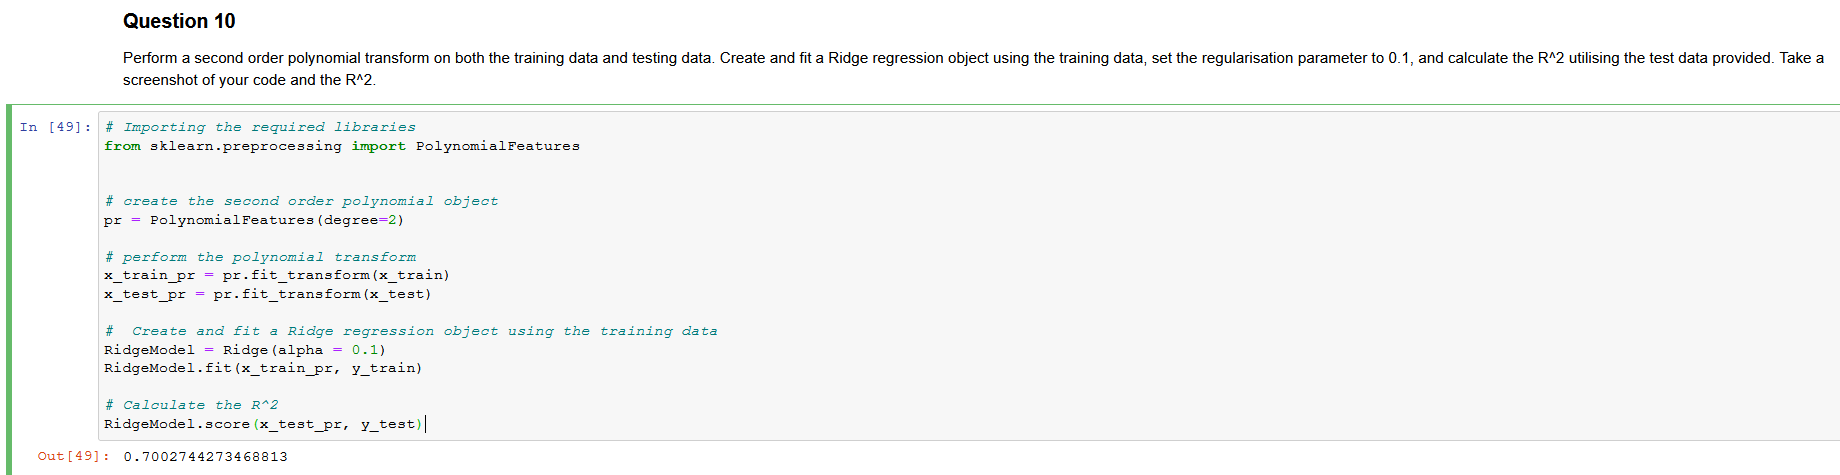 Question 10
Perform a second order polynomial transform on both the training data and testing data. Create and fit a Ridge regression object using the training data, set the regularisation parameter to 0.1, and calculate the R^2 utilising the test data provided. Take a
screenshot of your code and the R^2.
In [49]: # Importing the required libraries
from sklearn.preprocessing import PolynomialFeatures
# create the second order polynomial object
pr = PolynomialFeatures(degree=2)
# perform the polynomial transform
x_train_pr = pr.fit_transform(x_train)
x_test_pr = pr.fit_transform(x_test)
#  Create and fit a Ridge regression object using the training data
RidgeModel = Ridge(alpha = 0.1)
RidgeModel.fit(x_train_pr, y_train)
# Calculate the R^2
RidgeModel.score(x_test_pr, y_test)
Out[49]: 0.7002744273468813